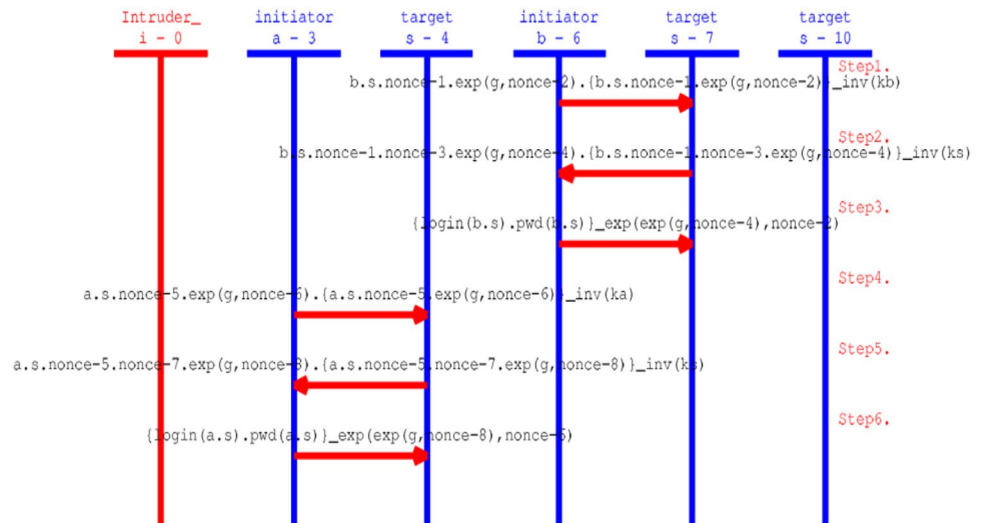 Intruder_ initiator target initiator target target
i - 0 a - 3 s - 4 b - 6 s - 7 s - 10
Step1.
b.s.nonce-1.exp(g,nonce-2).{b.s.nonce-1.exp(g,nonce-2)}_inv(kb)
Step2.
b.s.nonce-1.nonce-3.exp(g,nonce-4).{b.s.nonce-1.nonce-3.exp(g,nonce-4)}_inv(ks)
Step3.
{login(b.s).pwd(b.s)}_exp(exp(g,nonce-4),nonce-2)
Step4.
a.s.nonce-5.exp(g,nonce-6).{a.s.nonce-5.exp(g,nonce-6)}_inv(ka)
Step5.
a.s.nonce-5.nonce-7.exp(g,nonce-8).{a.s.nonce-5.nonce-7.exp(g,nonce-8)}_inv(ks)
Step6.
{login(a.s).pwd(a.s)}_exp(exp(g,nonce-8),nonce-6)